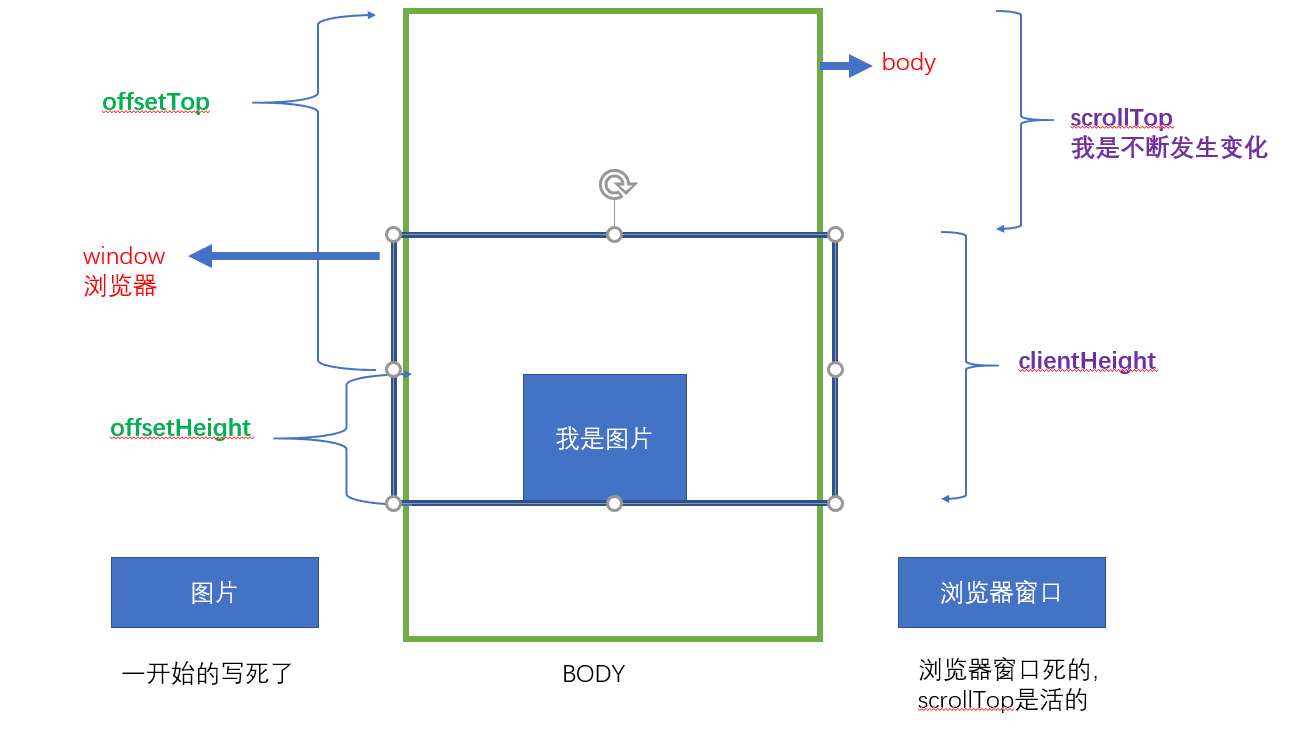 body
offsetTop
scrollTop
我是不断发生变化
window
浏览器
clientHeight
offsetHeight
我是图片
图片
浏览器窗口
一开始的写死了
BODY
浏览器窗口死的,
scrollTop是活的